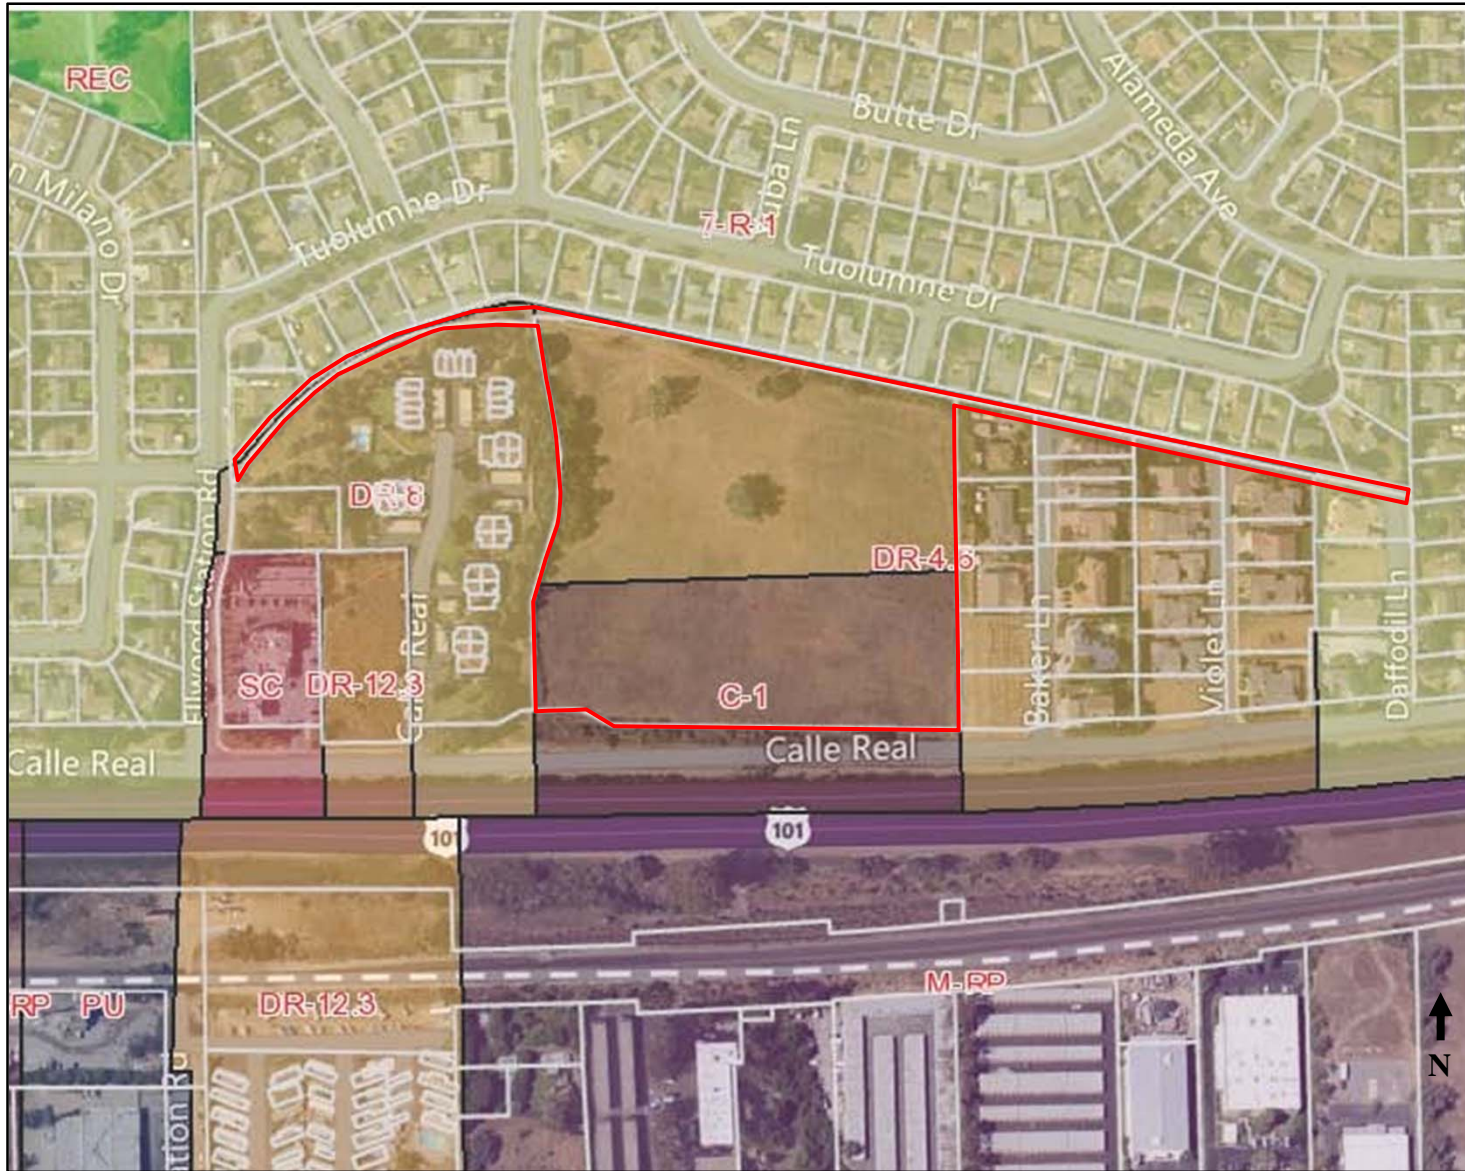 REC
Butte Dr
Alameda Ave
Tuolumne Dr
7-R-1
Tuolumne Dr
DR-8
DR-4.6
SC
DR-12.3
C-1
Baker Ln
Violet Ln
Daffodil Ln
Calle Real
Calle Real
101
101
RP
PU
DR-12.3
M-RP
N